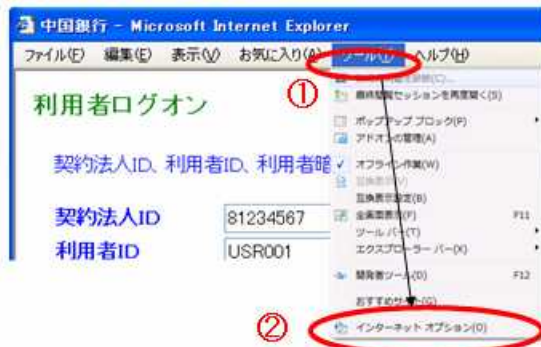 中国銀行 - Microsoft Internet Explorer
ファイル(F) 編集(E) 表示(V) お気に入り(A) ツール(T) ヘルプ(H)
①
最終閲覧セッションを再度開く(S)
利用者ログオン
ポップアップ ブロック(P)
アドオンの管理(A)
契約法人ID、利用者ID、利用者暗
オフライン作業(W)
互換表示
互換表示設定(B)
契約法人ID 81234567
全画面表示(F) F11
ツール バー(T)
利用者ID USR001
エクスプローラー バー(X)
開発者ツール(D) F12
おすすめサイト(G)
② インターネット オプション(O)